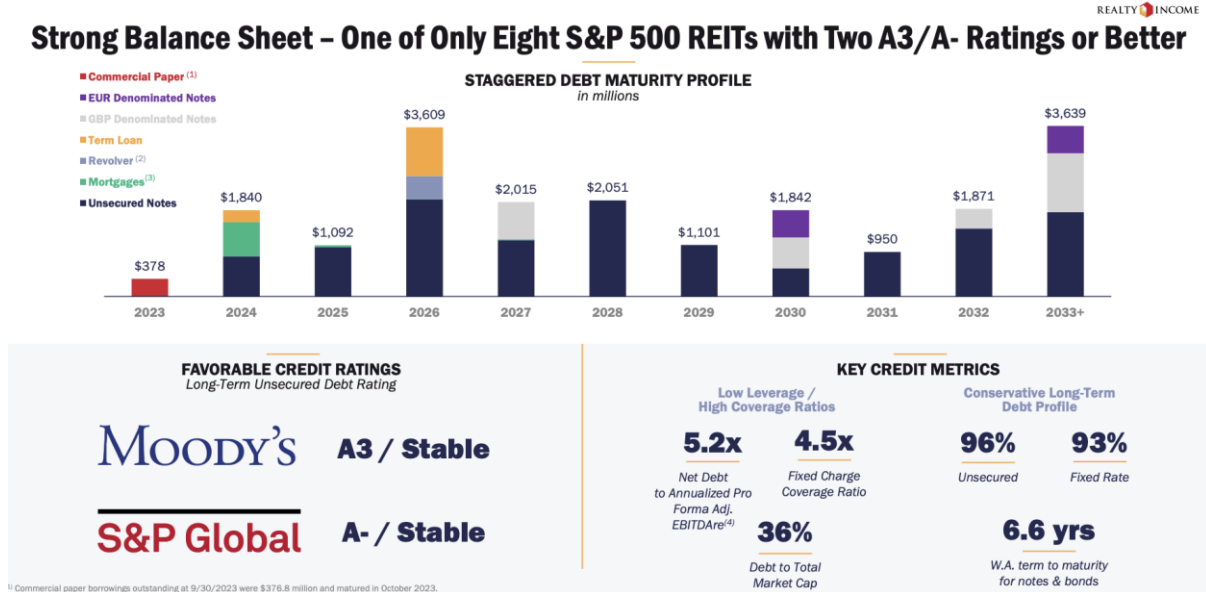 REALTY INCOME
Strong Balance Sheet – One of Only Eight S&P 500 REITs with Two A3/A- Ratings or Better
STAGGERED DEBT MATURITY PROFILE
in millions
Commercial Paper (1)
EUR Denominated Notes
GBP Denominated Notes
Term Loan
Revolver (2)
Mortgages(3)
Unsecured Notes
$378
$1,840
$1,092
$3,609
$2,015
$2,051
$1,101
$1,842
$950
$1,871
$3,639
2023
2024
2025
2026
2027
2028
2029
2030
2031
2032
2033+
FAVORABLE CREDIT RATINGS
Long-Term Unsecured Debt Rating
MOODY'S
A3 / Stable
S&P Global
A- / Stable
KEY CREDIT METRICS
Low Leverage /
High Coverage Ratios
5.2x
Net Debt
to Annualized Pro
Forma Adj.
EBITDAre(4)
4.5x
Fixed Charge
Coverage Ratio
36%
Debt to Total
Market Cap
Conservative Long-Term
Debt Profile
96%
Unsecured
93%
Fixed Rate
6.6 yrs
W.A. term to maturity
for notes & bonds
(1) Commercial paper borrowings outstanding at 9/30/2023 were $376.8 million and matured in October 2023.